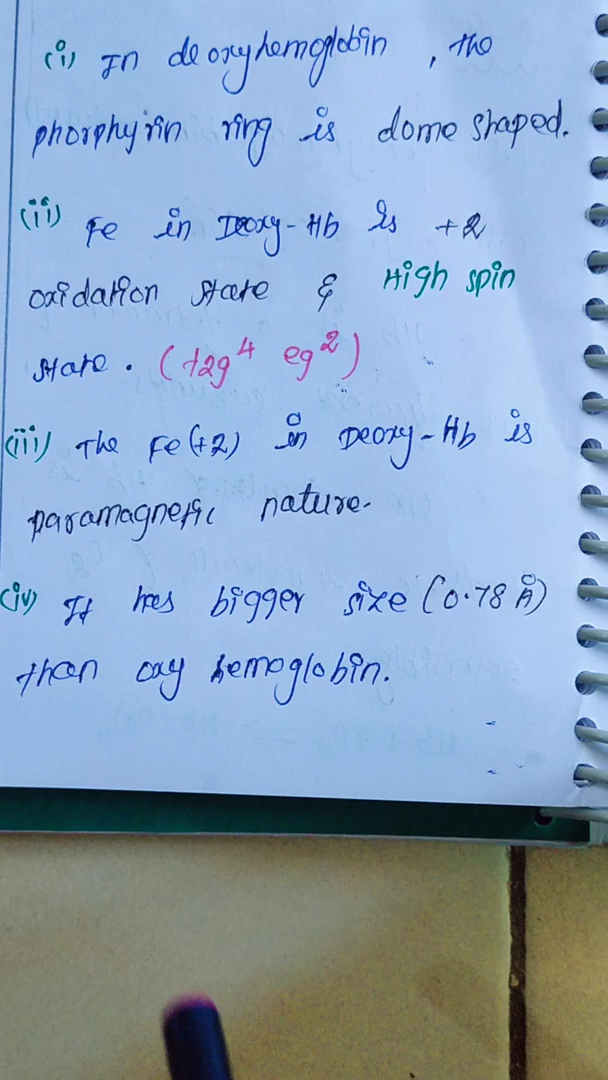 (i) In deoxyhemoglobin, the
phorphyrin ring is dome shaped.
(ii) Fe in Deoxy-Hb is +2
oxidation state & High spin
state. (t2g⁴ eg²)
(iii) The Fe(+2) in Deoxy-Hb is
paramagnetic nature.
(iv) It has bigger size (0.78 Å)
than oxy hemoglobin.